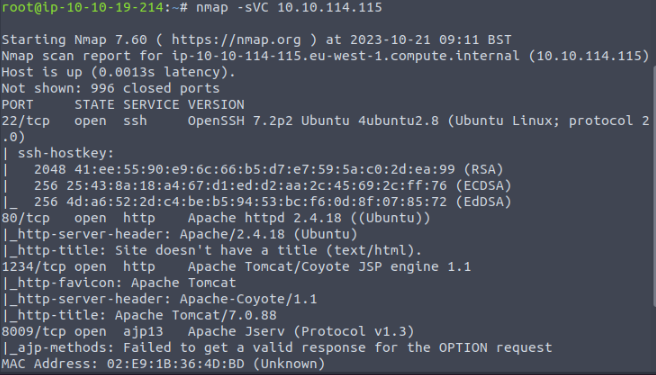 root@ip-10-10-19-214:~# nmap -sVC 10.10.114.115

Starting Nmap 7.60 ( https://nmap.org ) at 2023-10-21 09:11 BST
Nmap scan report for ip-10-10-114-115.eu-west-1.compute.internal (10.10.114.115)
Host is up (0.0013s latency).
Not shown: 996 closed ports
PORT     STATE SERVICE VERSION
22/tcp   open  ssh     OpenSSH 7.2p2 Ubuntu 4ubuntu2.8 (Ubuntu Linux; protocol 2
.0)
| ssh-hostkey:
|   2048 41:ee:55:90:e9:6c:66:b5:d7:e7:59:5a:c0:2d:ea:99 (RSA)
|   256 25:43:8a:18:a4:67:d1:ed:d2:aa:2c:45:69:2c:ff:76 (ECDSA)
|_  256 4d:a6:52:2d:c4:be:b5:94:53:bc:f6:0d:8f:07:85:72 (EdDSA)
80/tcp   open  http    Apache httpd 2.4.18 ((Ubuntu))
|_http-server-header: Apache/2.4.18 (Ubuntu)
|_http-title: Site doesn't have a title (text/html).
1234/tcp open  http    Apache Tomcat/Coyote JSP engine 1.1
|_http-favicon: Apache Tomcat
|_http-server-header: Apache-Coyote/1.1
|_http-title: Apache Tomcat/7.0.88
8009/tcp open  ajp13   Apache Jserv (Protocol v1.3)
|_ajp-methods: Failed to get a valid response for the OPTION request
MAC Address: 02:E9:1B:36:4D:BD (Unknown)